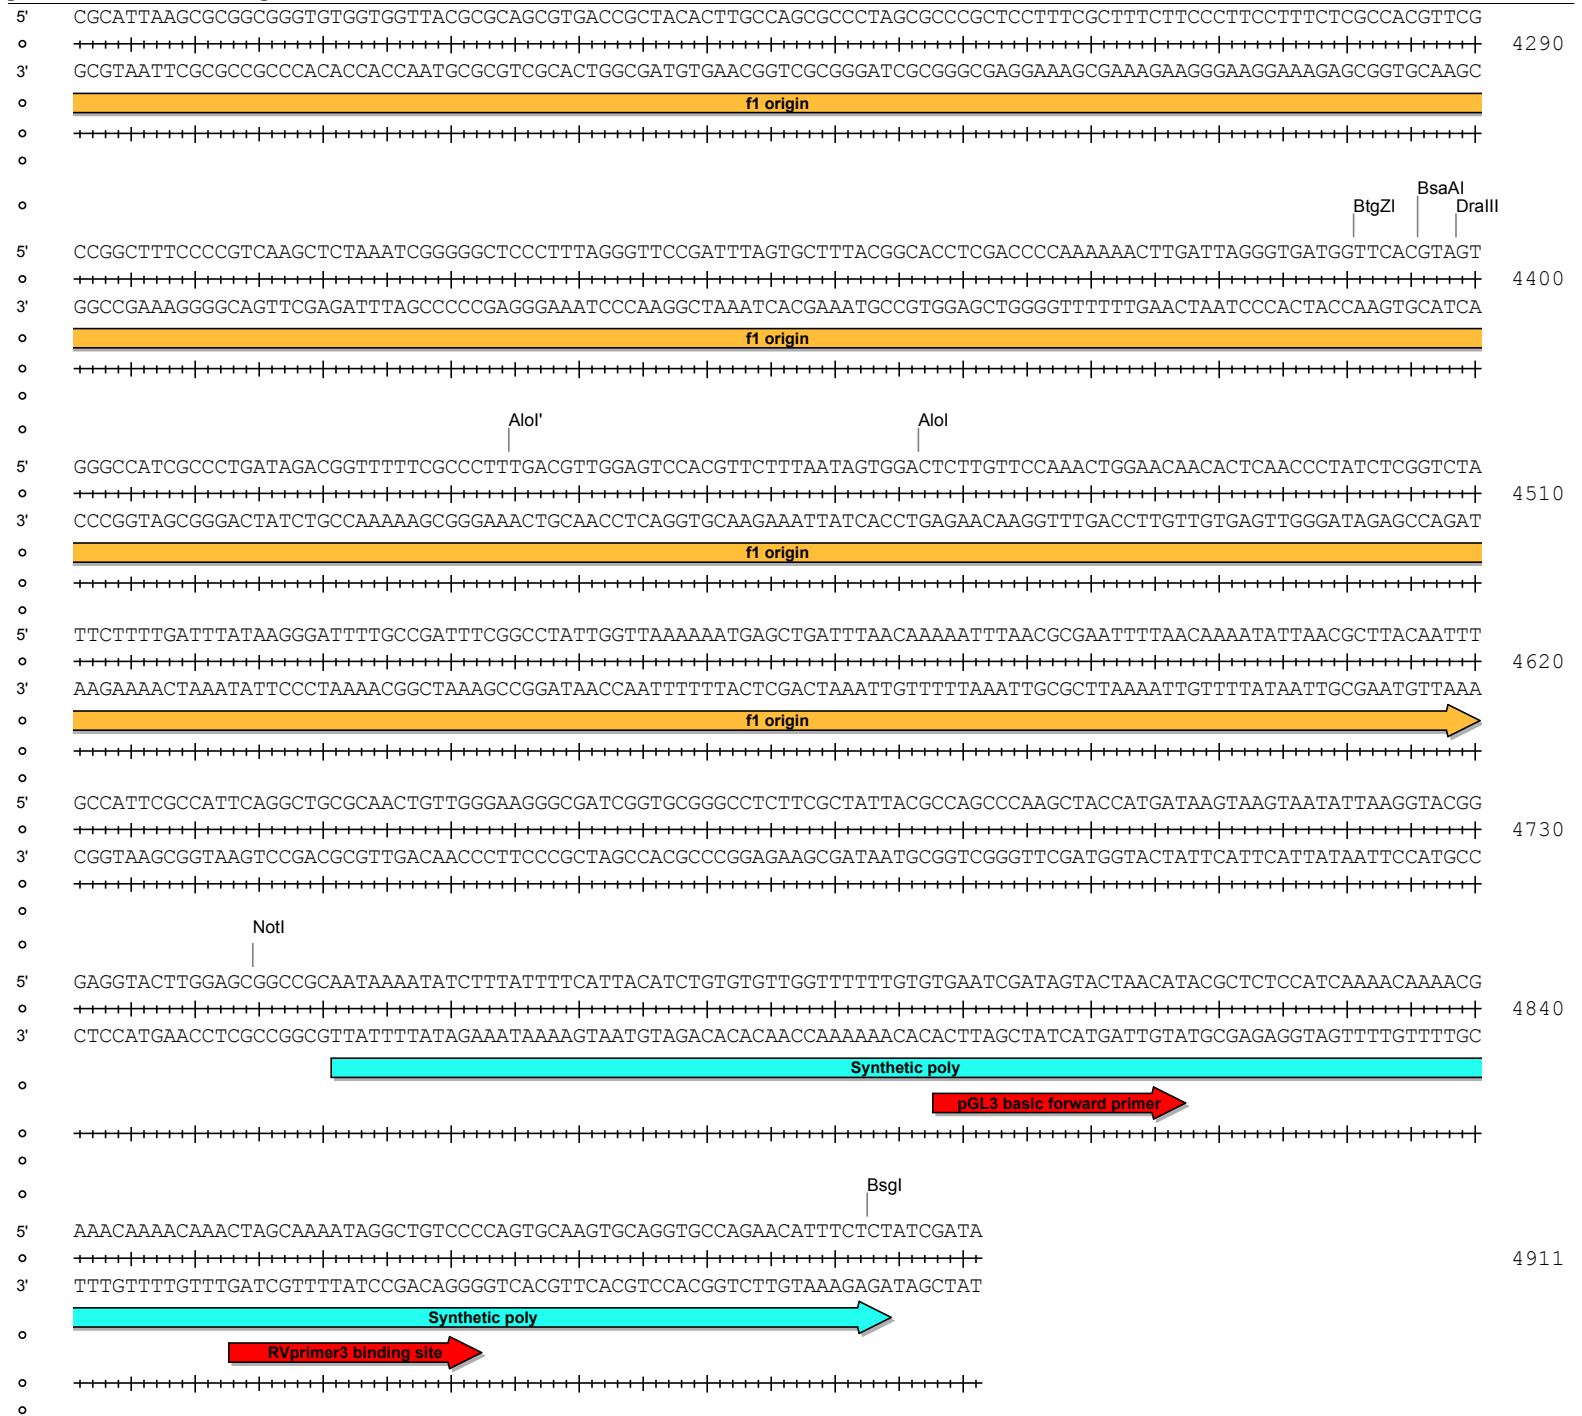 5' CGCATTAAGCGCGGCGGGTGTGGTGGTTACGCGCAGCGTGACCGCTACACTTGCCAGCGCCCTAGCGCCCGCTCCTTTCGCTTTCTTCCCTTCCTTTCTCGCCACGTTCG
4290
3' GCGTAATTCGCGCCGCCCACACCACCAATGCGCGTCGCACTGGCGATGTGAACGGTCGCGGGATCGCGGGCGAGGAAAGCGAAAGAAGGGAAGGAAAGAGCGGTGCAAGC
f1 origin
BtgZI BsaAI DraIII
5' CCGGCTTTCCCCGTCAAGCTCTAAATCGGGGGCTCCCTTTAGGGTTCCGATTTAGTGCTTTACGGCACCTCGACCCCAAAAAACTTGATTAGGGTGATGGTTCACGTAGT
4400
3' GGCCGAAAGGGGCAGTTCGAGATTTAGCCCCCGAGGGAAATCCCAAGGCTAAATCACGAAATGCCGTGGAGCTGGGGTTTTTTGAACTAATCCCACTACCAAGTGCATCA
f1 origin
AloI' AloI
5' GGGCCATCGCCCTGATAGACGGTTTTTCGCCCTTTGACGTTGGAGTCCACGTTCTTTAATAGTGGACTCTTGTTCCAAACTGGAACAACACTCAACCCTATCTCGGTCTA
4510
3' CCCGGTAGCGGGACTATCTGCCAAAAAGCGGGAAACTGCAACCTCAGGTGCAAGAAATTATCACCTGAGAACAAGGTTTGACCTTGTTGTGAGTTGGGATAGAGCCAGAT
f1 origin
5' TTCTTTTGATTTATAAGGGATTTTGCCGATTTCGGCCTATTGGTTAAAAAATGAGCTGATTTAACAAAAATTTAACGCGAATTTTAACAAAATATTAACGCTTACAATTT
4620
3' AAGAAAACTAAATATTCCCTAAAACGGCTAAAGCCGGATAACCAATTTTTTACTCGACTAAATTGTTTTTAAATTGCGCTTAAAATTGTTTTATAATTGCGAATGTTAAA
f1 origin
5' GCCATTCGCCATTCAGGCTGCGCAACTGTTGGGAAGGGCGATCGGTGCGGGCCTCTTCGCTATTACGCCAGCCCAAGCTACCATGATAAGTAAGTAATATTAAGGTACGG
4730
3' CGGTAAGCGGTAAGTCCGACGCGTTGACAACCCTTCCCGCTAGCCACGCCCGGAGAAGCGATAATGCGGTCGGGTTCGATGGTACTATTCATTCATTATAATTCCATGCC
NotI
5' GAGGTACTTGGAGCGGCCGCAATAAAATATCTTTATTTTCATTACATCTGTGTGTTGGTTTTTTGTGTGAATCGATAGTACTAACATACGCTCTCCATCAAAACAAAACG
4840
3' CTCCATGAACCTCGCCGGCGTTATTTTATAGAAATAAAAGTAATGTAGACACACAACCAAAAAACACACTTAGCTATCATGATTGTATGCGAGAGGTAGTTTTGTTTTGC
Synthetic poly
pGL3 basic forward primer
BsgI
5' AAACAAAACAAACTAGCAAAATAGGCTGTCCCCAGTGCAAGTGCAGGTGCCAGAACATTTCTCTATCGATA
4911
3' TTTGTTTTGTTTGATCGTTTTATCCGACAGGGGTCACGTTCACGTCCACGGTCTTGTAAAGAGATAGCTAT
Synthetic poly
RVprimer3 binding site